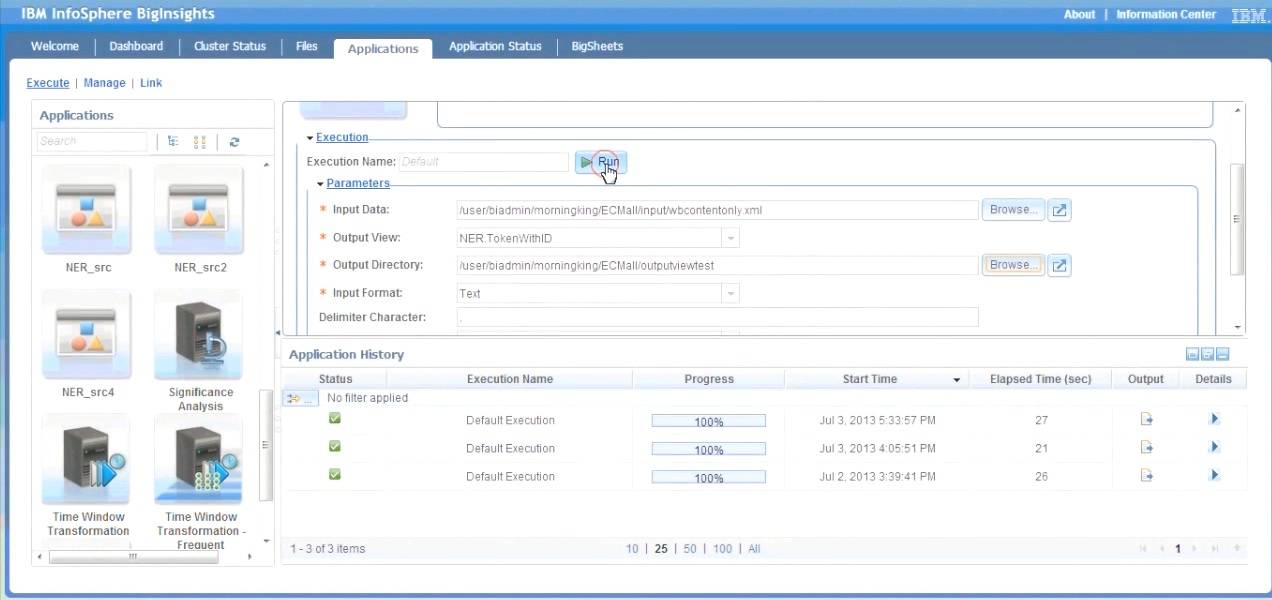 IBM InfoSphere BigInsights
About | Information Center IBM.
Welcome Dashboard Cluster Status Files Applications Application Status BigSheets
Execute | Manage | Link
Applications
Search
NER_src NER_src2
NER_src4 Significance Analysis
Time Window Transformation Time Window Transformation - Frequent
Execution
Execution Name: Default Run
Parameters
* Input Data: /user/biadmin/morningking/ECMall/input/wbcontentonly.xml Browse...
* Output View: NER.TokenWithID
* Output Directory: /user/biadmin/morningking/ECMall/outputviewtest Browse...
* Input Format: Text
Delimiter Character: .
Application History
Status Execution Name Progress Start Time Elapsed Time (sec) Output Details
... No filter applied
Default Execution 100% Jul 3, 2013 5:33:57 PM 27
Default Execution 100% Jul 3, 2013 4:05:51 PM 21
Default Execution 100% Jul 2, 2013 3:39:41 PM 26
1 - 3 of 3 items 10 | 25 | 50 | 100 | All 1